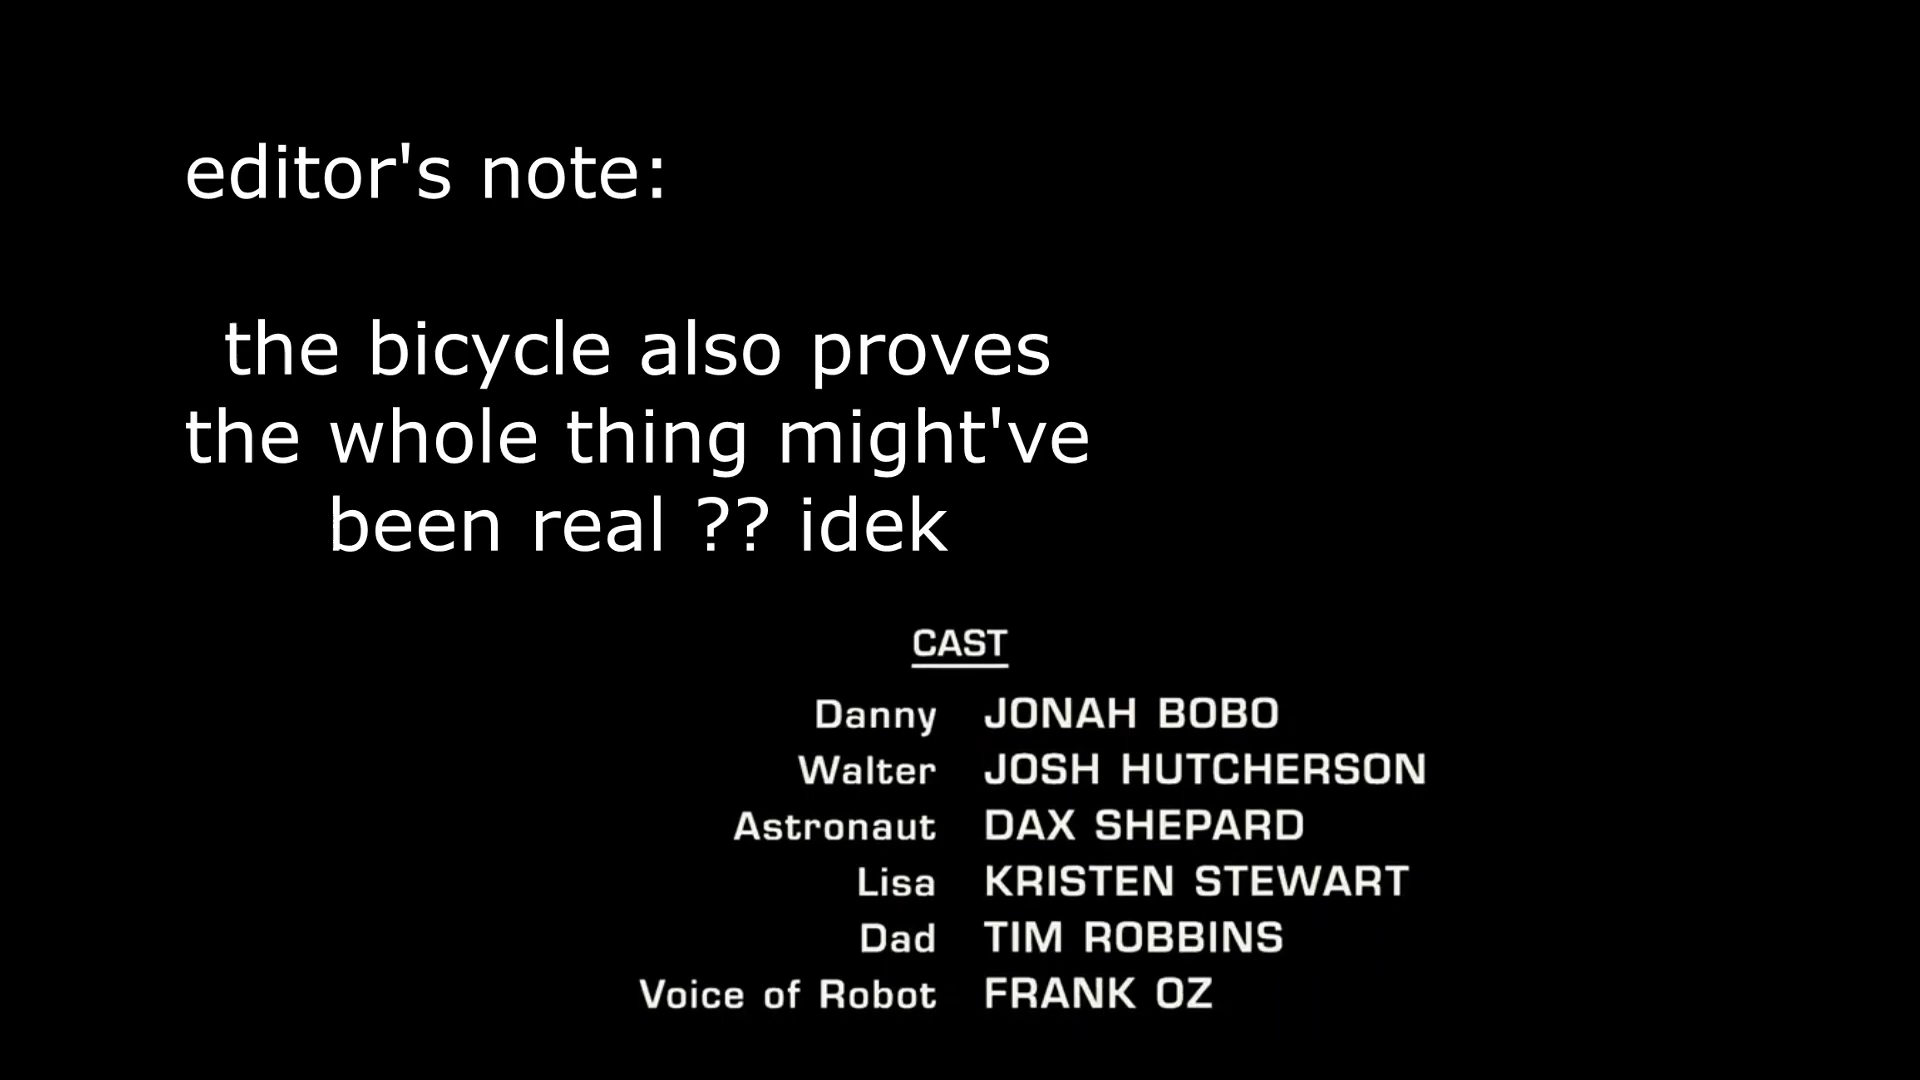 editor's note:
the bicycle also proves
the whole thing might've
been real ?? idek
CAST
Danny JONAH BOBO
Walter JOSH HUTCHERSON
Astronaut DAX SHEPARD
Lisa KRISTEN STEWART
Dad TIM ROBBINS
Voice of Robot FRANK OZ